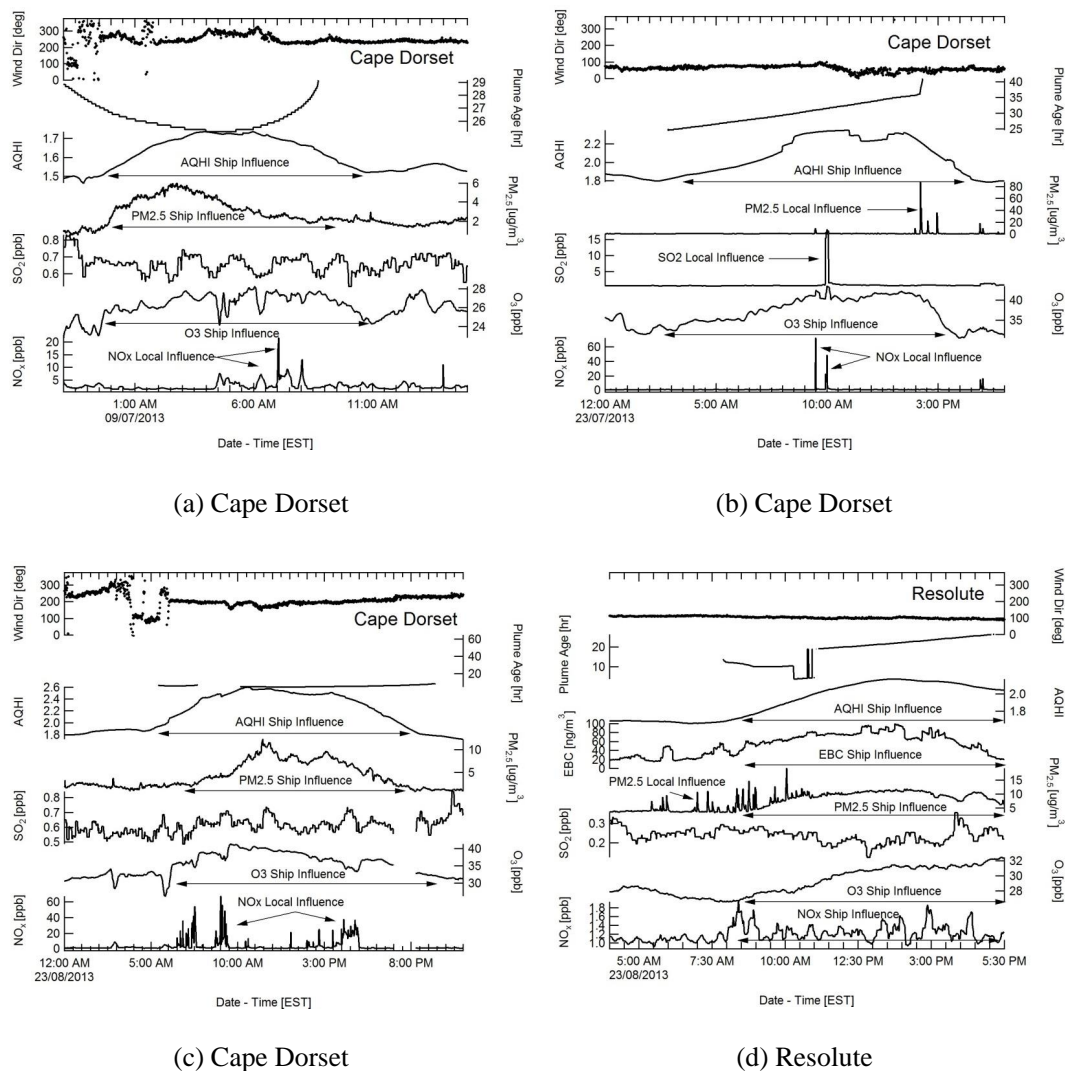 Wind Dir [deg]
300
200
100
0
Cape Dorset
29
28
27
26
Plume Age [hr]
AQHI
1.7
1.6
1.5
AQHI Ship Influence
6
4
2
PM2.5 [ug/m3]
PM2.5 Ship Influence
SO2 [ppb]
0.8
0.7
0.6
28
26
24
O3 [ppb]
O3 Ship Influence
NOx [ppb]
20
15
10
5
NOx Local Influence
1:00 AM
6:00 AM
11:00 AM
09/07/2013
Date - Time [EST]
(a) Cape Dorset
Wind Dir [deg]
300
200
100
0
Cape Dorset
40
35
30
25
Plume Age [hr]
AQHI
2.2
2.0
1.8
AQHI Ship Influence
80
60
40
20
0
PM2.5 [ug/m3]
PM2.5 Local Influence
SO2 [ppb]
15
10
5
SO2 Local Influence
40
35
O3 [ppb]
O3 Ship Influence
NOx [ppb]
60
40
20
0
NOx Local Influence
12:00 AM
5:00 AM
10:00 AM
3:00 PM
23/07/2013
Date - Time [EST]
(b) Cape Dorset
Wind Dir [deg]
300
200
100
0
Cape Dorset
60
40
20
Plume Age [hr]
AQHI
2.6
2.4
2.2
2.0
1.8
AQHI Ship Influence
10
5
PM2.5 [ug/m3]
PM2.5 Ship Influence
SO2 [ppb]
0.8
0.7
0.6
0.5
40
35
30
O3 [ppb]
O3 Ship Influence
NOx [ppb]
60
40
20
0
NOx Local Influence
12:00 AM
5:00 AM
10:00 AM
3:00 PM
8:00 PM
23/08/2013
Date - Time [EST]
(c) Cape Dorset
Resolute
300
200
100
0
Wind Dir [deg]
Plume Age [hr]
20
10
2.0
1.8
AQHI
AQHI Ship Influence
EBC [ng/m3]
100
80
60
40
20
0
EBC Ship Influence
PM2.5 Local Influence
15
10
5
PM2.5 [ug/m3]
PM2.5 Ship Influence
SO2 [ppb]
0.3
0.2
32
30
28
O3 [ppb]
O3 Ship Influence
NOx [ppb]
1.8
1.6
1.4
1.2
1.0
NOx Ship Influence
5:00 AM
7:30 AM
10:00 AM
12:30 PM
3:00 PM
5:30 PM
23/08/2013
Date - Time [EST]
(d) Resolute